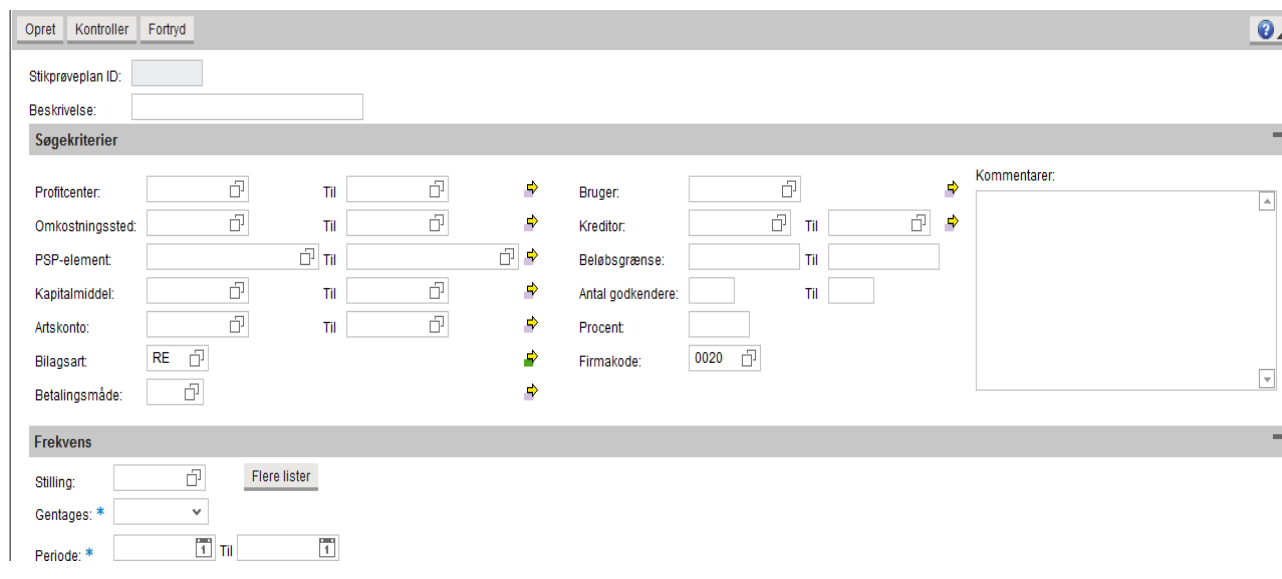 Opret Kontroller Fortryd
Stikprøveplan ID:
Beskrivelse:
Søgekriterier
Profitcenter: Til Bruger: Kommentarer:
Omkostningssted: Til Kreditor: Til
PSP-element: Til Beløbsgrænse: Til
Kapitalmiddel: Til Antal godkendere: Til
Artskonto: Til Procent:
Bilagsart: RE Firmakode: 0020
Betalingsmåde:
Frekvens
Stilling: Flere lister
Gentages: *
Periode: * 1 Til 1